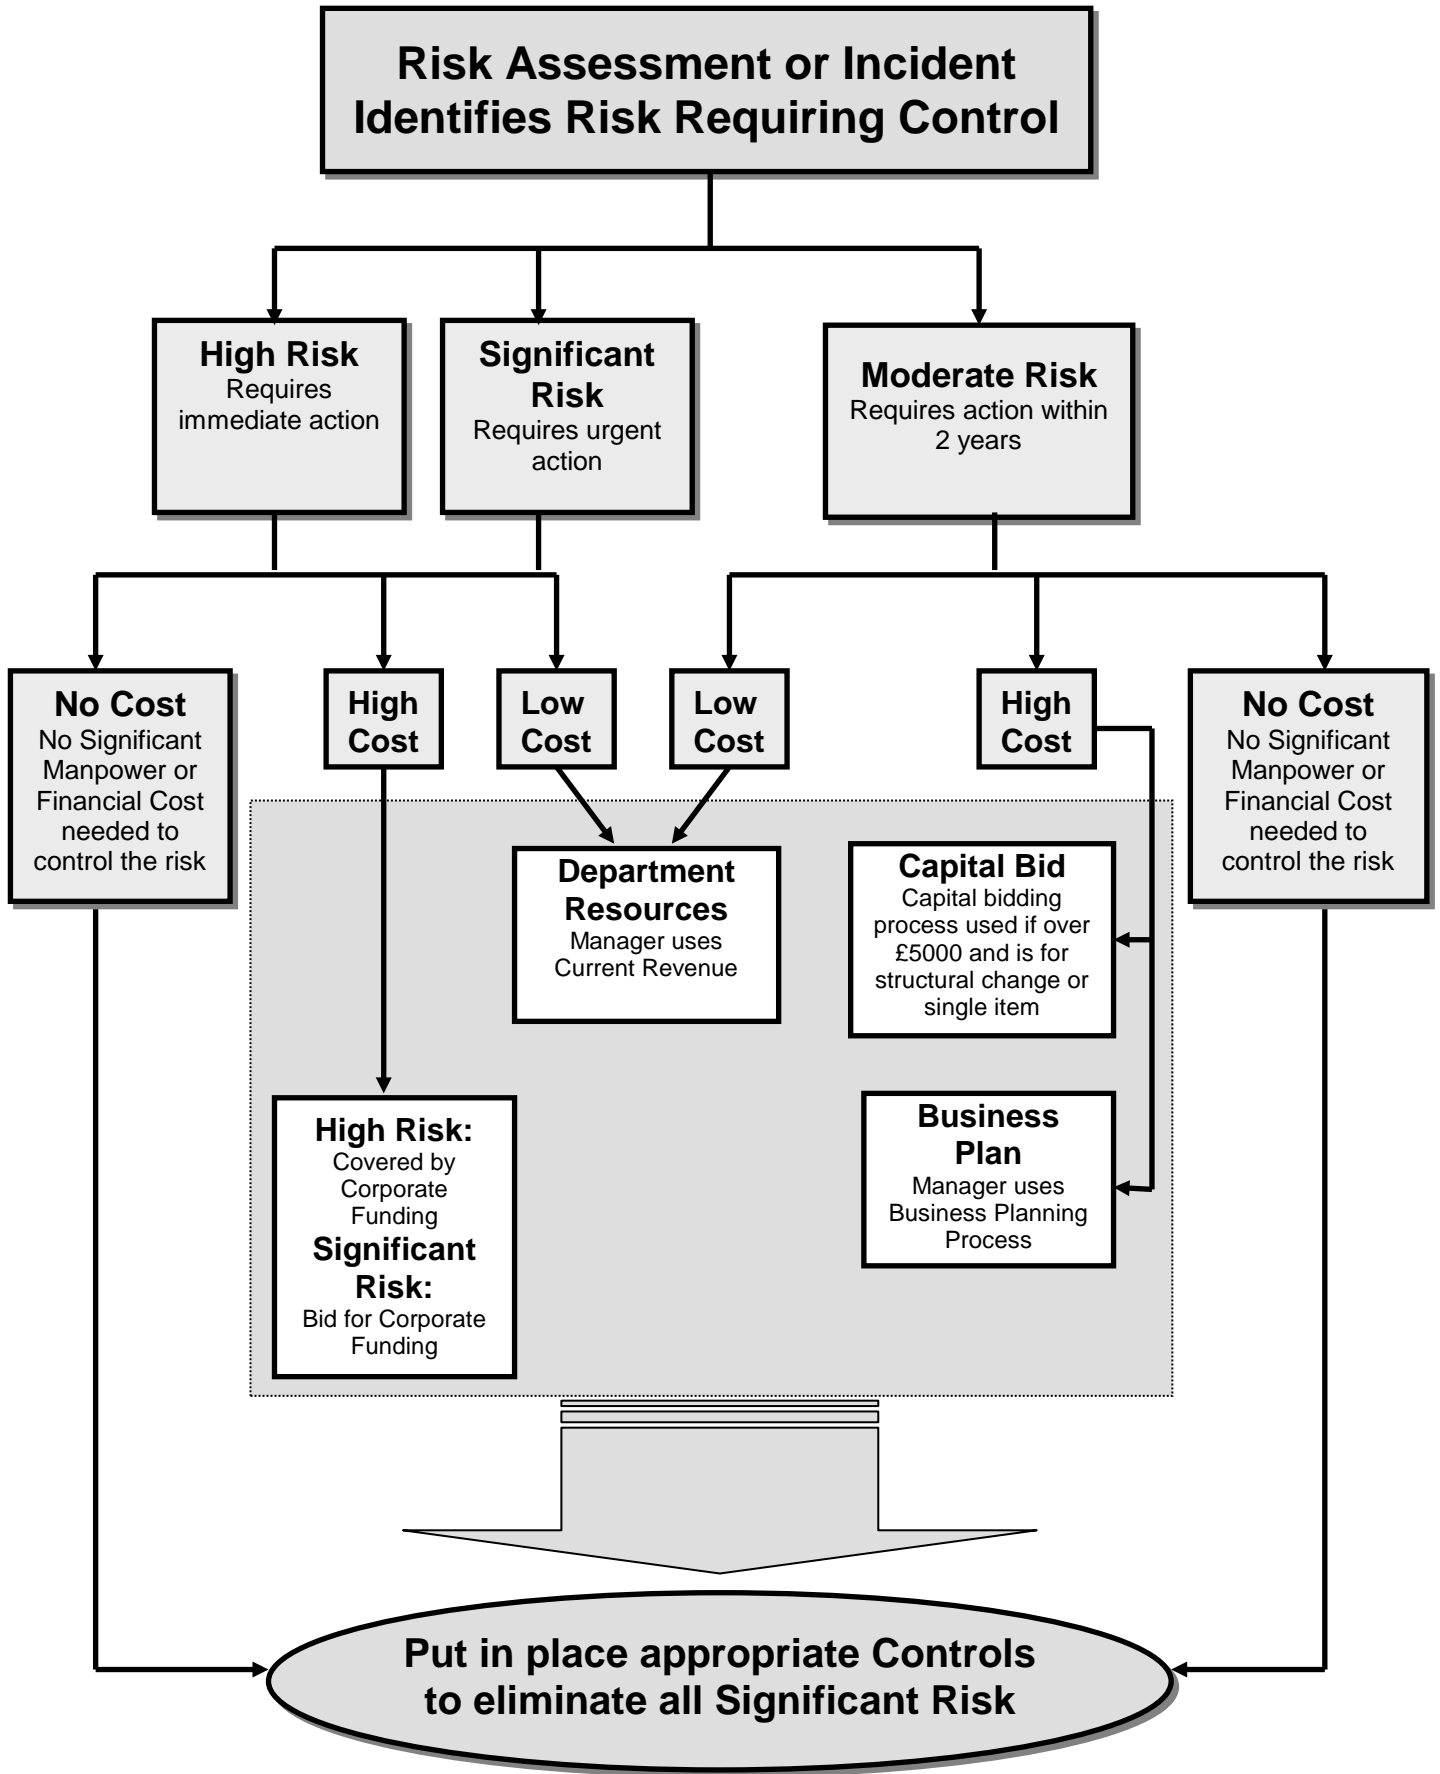 Risk Assessment or Incident
Identifies Risk Requiring Control
High Risk
Requires
immediate action
Significant
Risk
Requires urgent
action
Moderate Risk
Requires action within
2 years
No Cost
No Significant
Manpower or
Financial Cost
needed to
control the risk
High
Cost
Low
Cost
Low
Cost
High
Cost
No Cost
No Significant
Manpower or
Financial Cost
needed to
control the risk
Department
Resources
Manager uses
Current Revenue
Capital Bid
Capital bidding
process used if over
£5000 and is for
structural change or
single item
High Risk:
Covered by
Corporate
Funding
Significant
Risk:
Bid for Corporate
Funding
Business
Plan
Manager uses
Business Planning
Process
Put in place appropriate Controls
to eliminate all Significant Risk